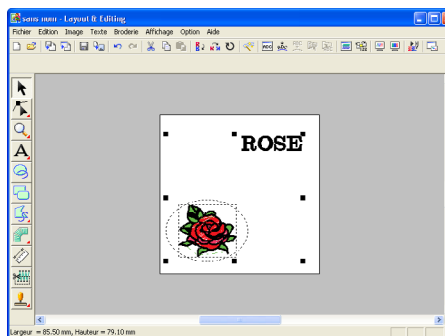 sans nom - Layout & Editing
Fichier Edition Image Texte Broderie Affichage Option Aide
ROSE
A
Largeur = 85.50 mm, Hauteur = 79.10 mm